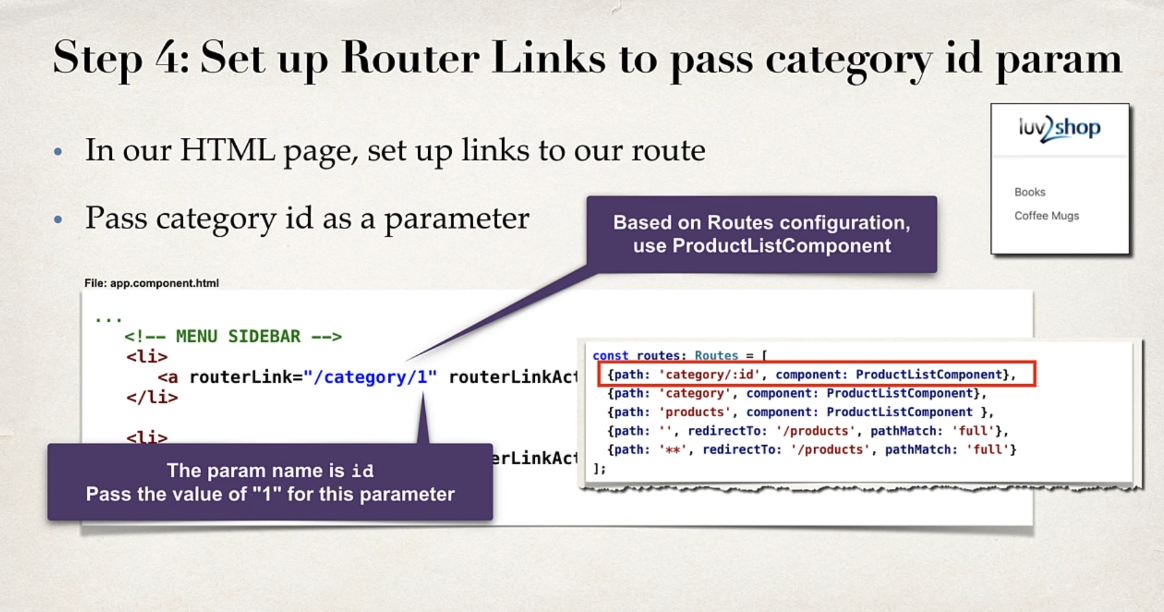 Step 4: Set up Router Links to pass category id param
• In our HTML page, set up links to our route
• Pass category id as a parameter
luv2shop
Books
Coffee Mugs
Based on Routes configuration,
use ProductListComponent
File: app.component.html
...
<!-- MENU SIDEBAR -->
<li>
<a routerLink="/category/1" routerLinkAct
</li>
<li>
erLinkAct
The param name is id
Pass the value of "1" for this parameter
const routes: Routes = [
{path: 'category/:id', component: ProductListComponent},
{path: 'category', component: ProductListComponent},
{path: 'products', component: ProductListComponent },
{path: '', redirectTo: '/products', pathMatch: 'full'},
{path: '**', redirectTo: '/products', pathMatch: 'full'}
];